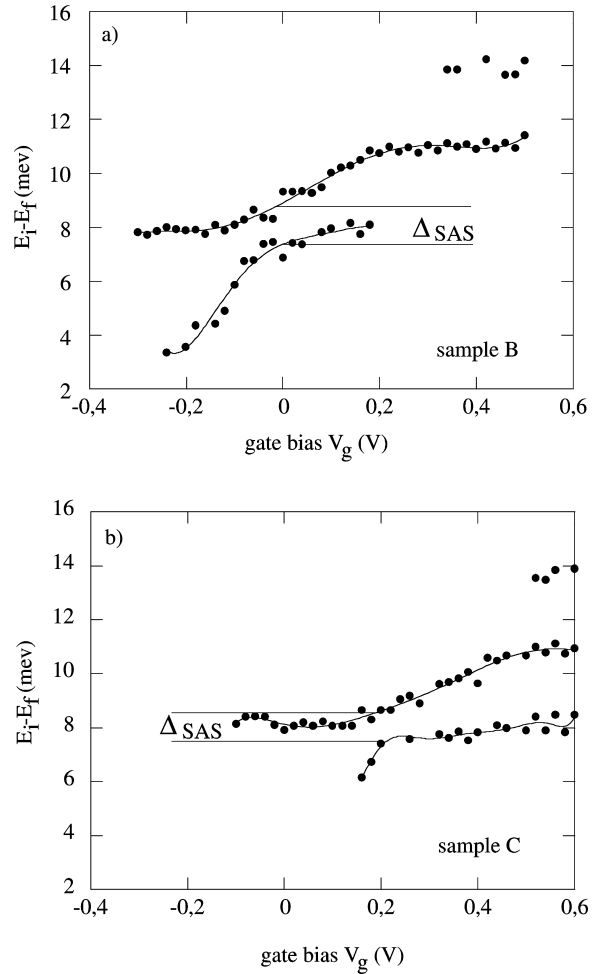 16
a)
14
12
10
8
6
4
2
E_i-E_f (mev)
Δ_SAS
sample B
-0,4 -0,2 0 0,2 0,4 0,6
gate bias V_g (V)
16
b)
14
12
10
8
6
4
2
E_i-E_f (mev)
Δ_SAS
sample C
-0,4 -0,2 0 0,2 0,4 0,6
gate bias V_g (V)